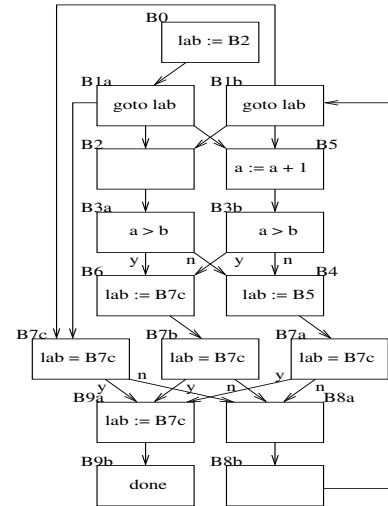 B0
lab := B2
B1a
B1b
goto lab
goto lab
B2
B5
a := a + 1
B3a
B3b
a > b
a > b
y
n
y
n
B6
B4
lab := B7c
lab := B5
B7c
B7b
B7a
lab = B7c
lab = B7c
lab = B7c
y
n
y
n
y
n
B9a
B8a
lab := B7c
B9b
B8b
done